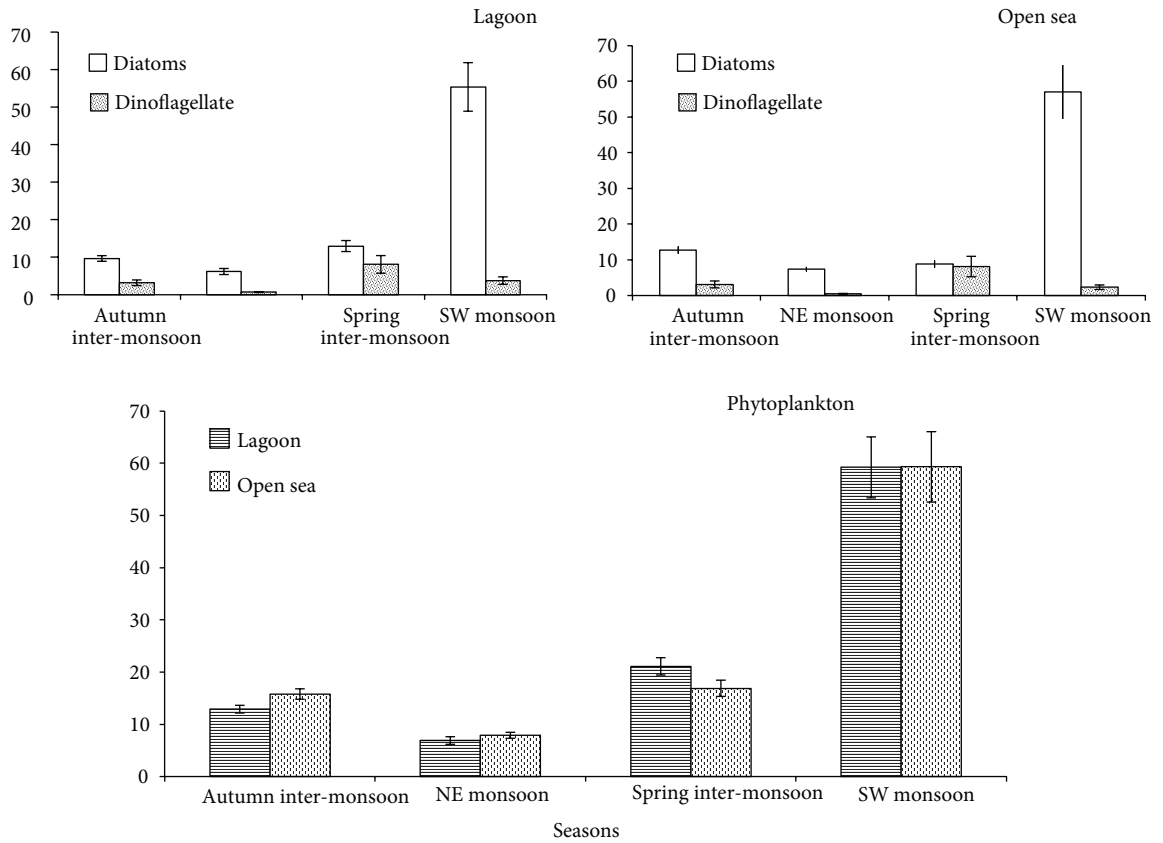 Lagoon
70
60
50
40
30
20
10
0
Diatoms
Dinoflagellate
Autumn
inter-monsoon
Spring
inter-monsoon
SW monsoon
Open sea
70
60
50
40
30
20
10
0
Diatoms
Dinoflagellate
Autumn
inter-monsoon
NE monsoon
Spring
inter-monsoon
SW monsoon
Phytoplankton
70
60
50
40
30
20
10
0
Lagoon
Open sea
Autumn inter-monsoon
NE monsoon
Spring inter-monsoon
SW monsoon
Seasons